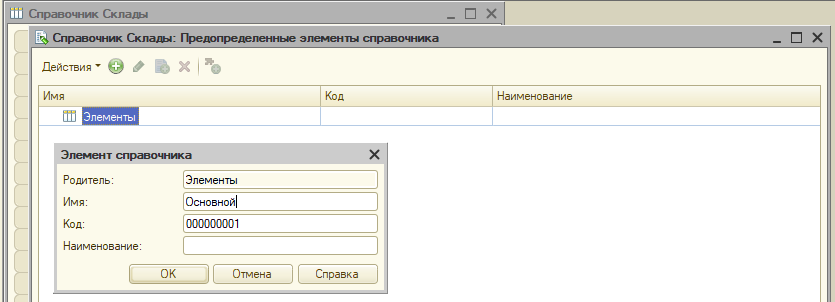 Справочник Склады
Справочник Склады: Предопределенные элементы справочника
Действия
Имя Код Наименование
Элементы
Элемент справочника
Родитель: Элементы
Имя: Основной
Код: 000000001
Наименование:
ОК Отмена Справка